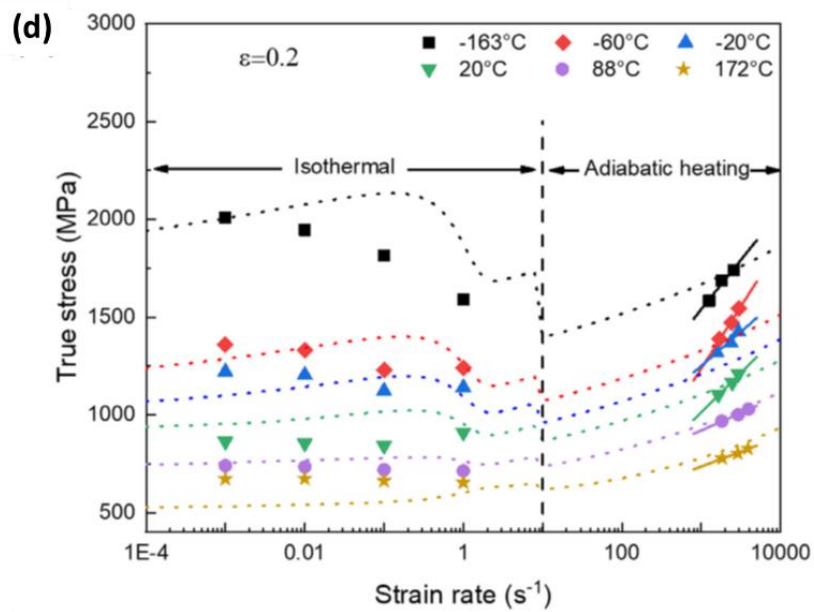 (d)
ε=0.2
-163°C
-60°C
-20°C
20°C
88°C
172°C
Isothermal
Adiabatic heating
True stress (MPa)
3000
2500
2000
1500
1000
500
1E-4
0.01
1
100
10000
Strain rate (s⁻¹)